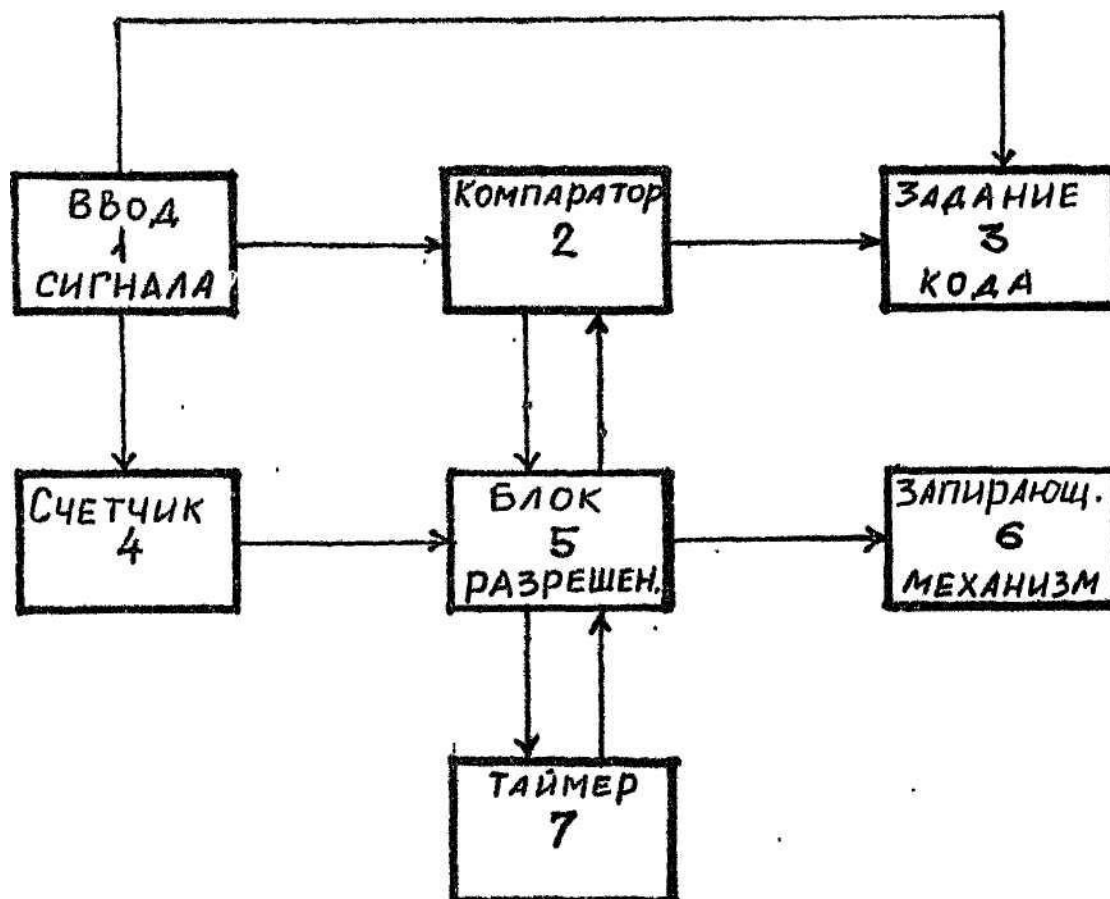 ВВОД
1
СИГНАЛА
КОМПАРАТОР
2
ЗАДАНИЕ
3
КОДА
СЧЕТЧИК
4
БЛОК
5
РАЗРЕШЕН.
ЗАПИРАЮЩ.
6
МЕХАНИЗМ
ТАЙМЕР
7